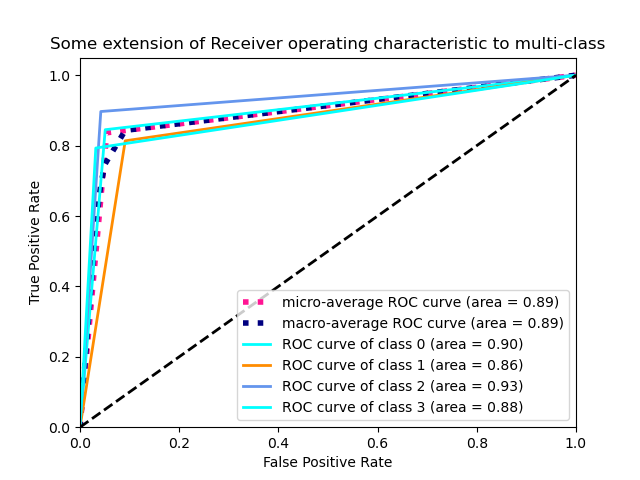 Some extension of Receiver operating characteristic to multi-class
1.0
0.8
0.6
0.4
0.2
0.0
True Positive Rate
micro-average ROC curve (area = 0.89)
macro-average ROC curve (area = 0.89)
ROC curve of class 0 (area = 0.90)
ROC curve of class 1 (area = 0.86)
ROC curve of class 2 (area = 0.93)
ROC curve of class 3 (area = 0.88)
0.0 0.2 0.4 0.6 0.8 1.0
False Positive Rate